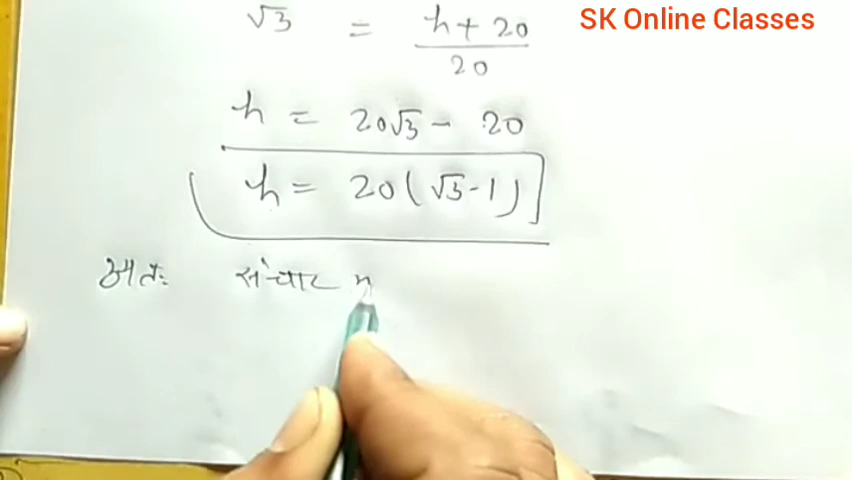 SK Online Classes
√3 = h + 20 / 20
h = 20√3 - 20
h = 20(√3-1)
अतः संचार